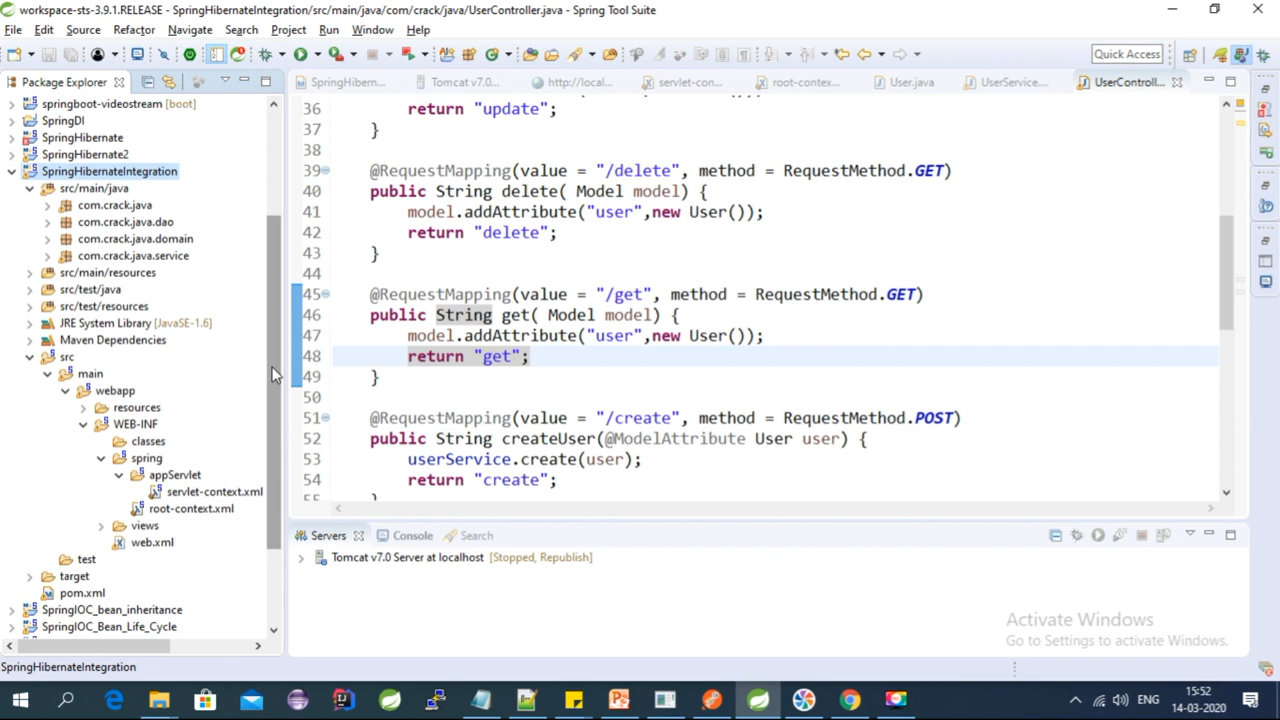 workspace-sts-3.9.1.RELEASE - SpringHibernateIntegration/src/main/java/com/crack/java/UserController.java - Spring Tool Suite
File Edit Source Refactor Navigate Search Project Run Window Help
Quick Access
Package Explorer
SpringHibern...
Tomcat v7.0...
http://local...
servlet-con...
root-contex...
User.java
UserService....
UserControll...
springboot-videostream [boot]
SpringDI
SpringHibernate
SpringHibernate2
SpringHibernateIntegration
src/main/java
com.crack.java
com.crack.java.dao
com.crack.java.domain
com.crack.java.service
src/main/resources
src/test/java
src/test/resources
JRE System Library [JavaSE-1.6]
Maven Dependencies
src
main
webapp
resources
WEB-INF
classes
spring
appServlet
servlet-context.xml
root-context.xml
views
web.xml
test
target
pom.xml
SpringIOC_bean_inheritance
SpringIOC_Bean_Life_Cycle
36 return "update";
37 }
38
39 @RequestMapping(value = "/delete", method = RequestMethod.GET)
40 public String delete( Model model) {
41 model.addAttribute("user",new User());
42 return "delete";
43 }
44
45 @RequestMapping(value = "/get", method = RequestMethod.GET)
46 public String get( Model model) {
47 model.addAttribute("user",new User());
48 return "get";
49 }
50
51 @RequestMapping(value = "/create", method = RequestMethod.POST)
52 public String createUser(@ModelAttribute User user) {
53 userService.create(user);
54 return "create";
55 }
Servers Console Search
Tomcat v7.0 Server at localhost [Stopped, Republish]
Activate Windows
Go to Settings to activate Windows.
SpringHibernateIntegration
ENG
15:52
14-03-2020